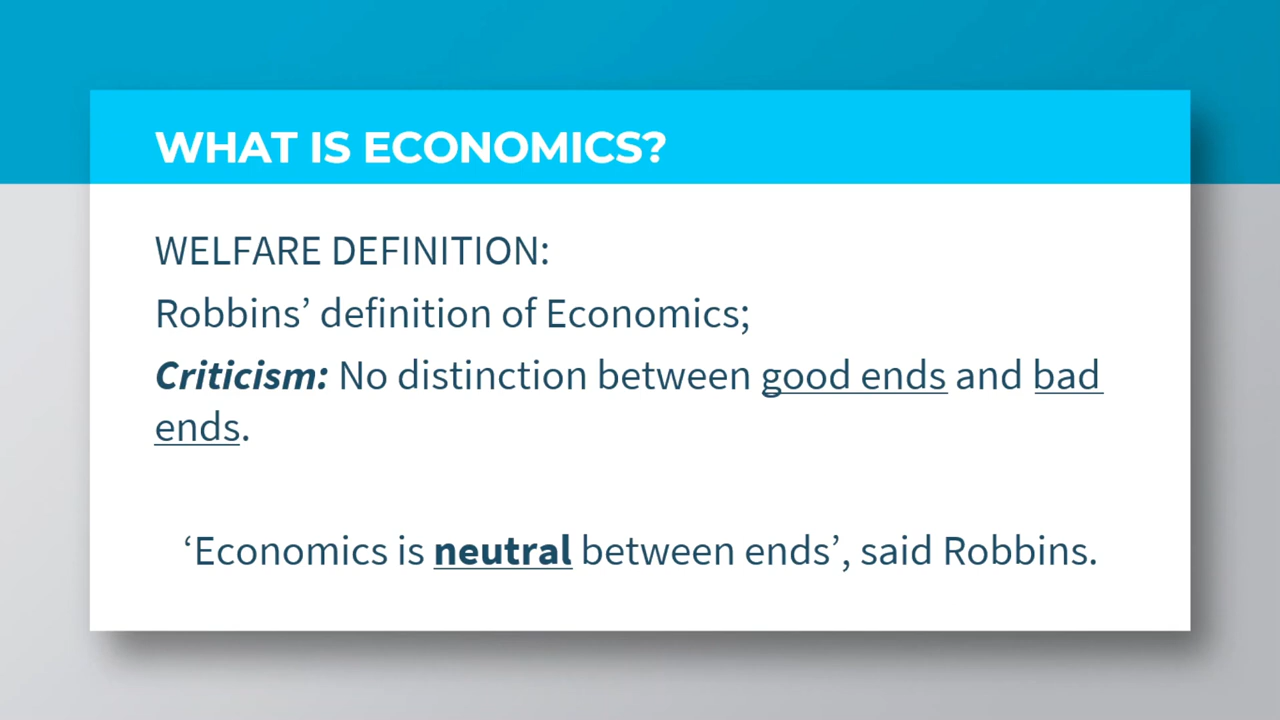 WHAT IS ECONOMICS?
WELFARE DEFINITION:
Robbins’ definition of Economics;
Criticism: No distinction between good ends and bad
ends.
‘Economics is neutral between ends’, said Robbins.